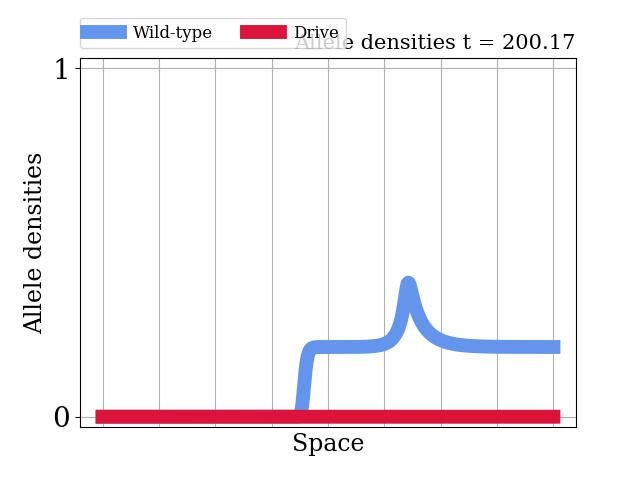 Wild-type Drive
Allele densities t = 200.17
1
Allele densities
0
Space